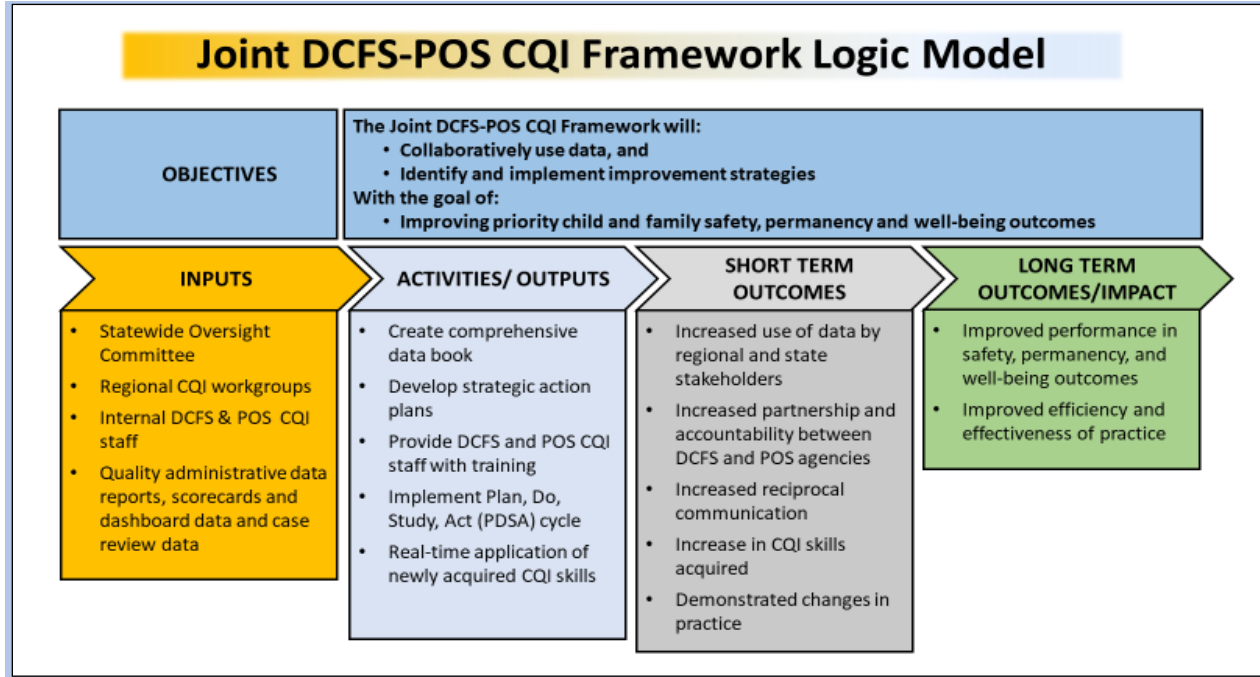 Joint DCFS-POS CQI Framework Logic Model
OBJECTIVES
The Joint DCFS-POS CQI Framework will:
• Collaboratively use data, and
• Identify and implement improvement strategies
With the goal of:
• Improving priority child and family safety, permanency and well-being outcomes
INPUTS
• Statewide Oversight
Committee
• Regional CQI workgroups
• Internal DCFS & POS CQI
staff
• Quality administrative data
reports, scorecards and
dashboard data and case
review data
ACTIVITIES/ OUTPUTS
• Create comprehensive
data book
• Develop strategic action
plans
• Provide DCFS and POS CQI
staff with training
• Implement Plan, Do,
Study, Act (PDSA) cycle
• Real-time application of
newly acquired CQI skills
SHORT TERM
OUTCOMES
• Increased use of data by
regional and state
stakeholders
• Increased partnership and
accountability between
DCFS and POS agencies
• Increased reciprocal
communication
• Increase in CQI skills
acquired
• Demonstrated changes in
practice
LONG TERM
OUTCOMES/IMPACT
• Improved performance in
safety, permanency, and
well-being outcomes
• Improved efficiency and
effectiveness of practice